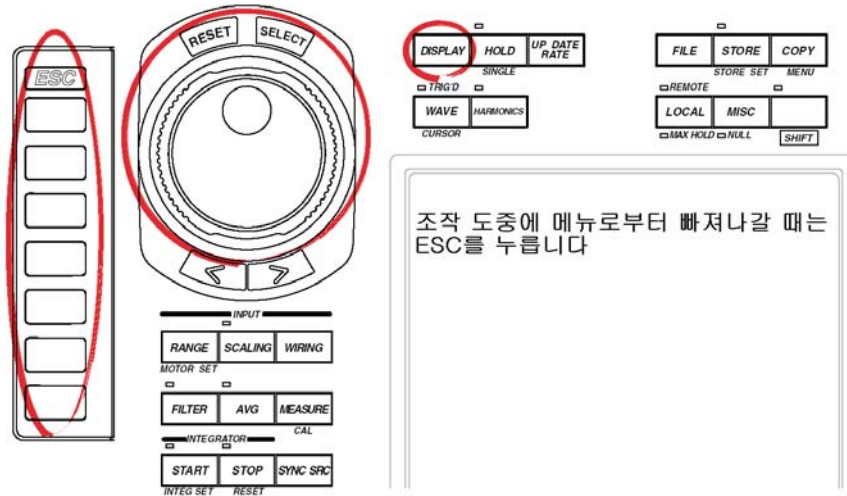 ESC
RESET SELECT
DISPLAY HOLD UP DATE RATE
SINGLE
TRIG'D
WAVE HARMONICS
CURSOR
FILE STORE COPY
STORE SET MENU
REMOTE
LOCAL MISC
MAX HOLD NULL SHIFT
조작 도중에 메뉴로부터 빠져나갈 때는
ESC를 누릅니다
< >
INPUT
RANGE SCALING WIRING
MOTOR SET
FILTER AVG MEASURE
CAL
INTEGRATOR
START STOP SYNC SRC
INTEG SET RESET